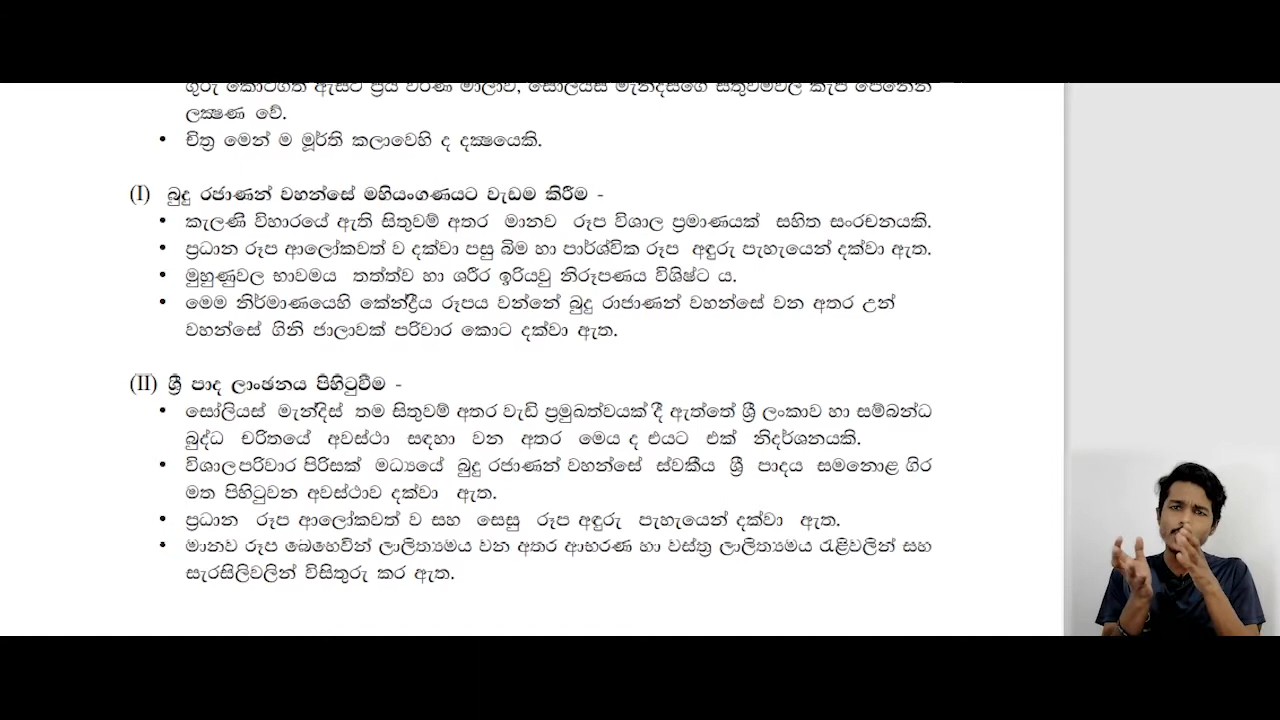 ලක්‍ෂණ වේ.
• චිත්‍ර මෙන් ම මූර්ති කලාවෙහි ද දක්‍ෂයෙකි.
(I) බුදු රජාණන් වහන්සේ මහියංගණයට වැඩම කිරීම -
• කැලණි විහාරයේ ඇති සිතුවම් අතර මානව රූප විශාල ප්‍රමාණයක් සහිත සංරචනයකි.
• ප්‍රධාන රූප ආලෝකවත් ව දක්වා පසු බිම හා පාර්ශ්වික රූප අඳුරු පැහැයෙන් දක්වා ඇත.
• මුහුණුවල භාවමය තත්ත්ව හා ශරීර ඉරියවු නිරූපණය විශිෂ්ට ය.
• මෙම නිර්මාණයෙහි කේන්ද්‍රීය රූපය වන්නේ බුදු රාජාණන් වහන්සේ වන අතර උන්
වහන්සේ ගිනි ජාලාවක් පරිවාර කොට දක්වා ඇත.
(II) ශ්‍රී පාද ලාංඡනය පිහිටුවීම -
• සෝලියස් මැන්දිස් තම සිතුවම් අතර වැඩි ප්‍රමුඛත්වයක් දී ඇත්තේ ශ්‍රී ලංකාව හා සම්බන්ධ
බුද්ධ චරිතයේ අවස්ථා සඳහා වන අතර මෙය ද එයට එක් නිදර්ශනයකි.
• විශාල පරිවාර පිරිසක් මධ්‍යයේ බුදු රජාණන් වහන්සේ ස්වකීය ශ්‍රී පාදය සමනොළ ගිර
මත පිහිටුවන අවස්ථාව දක්වා ඇත.
• ප්‍රධාන රූප ආලෝකවත් ව සහ සෙසු රූප අඳුරු පැහැයෙන් දක්වා ඇත.
• මානව රූප බෙහෙවින් ලාලිත්‍යමය වන අතර ආභරණ හා වස්ත්‍ර ලාලිත්‍යමය රැළිවලින් සහ
සැරසිලිවලින් විසිතුරු කර ඇත.